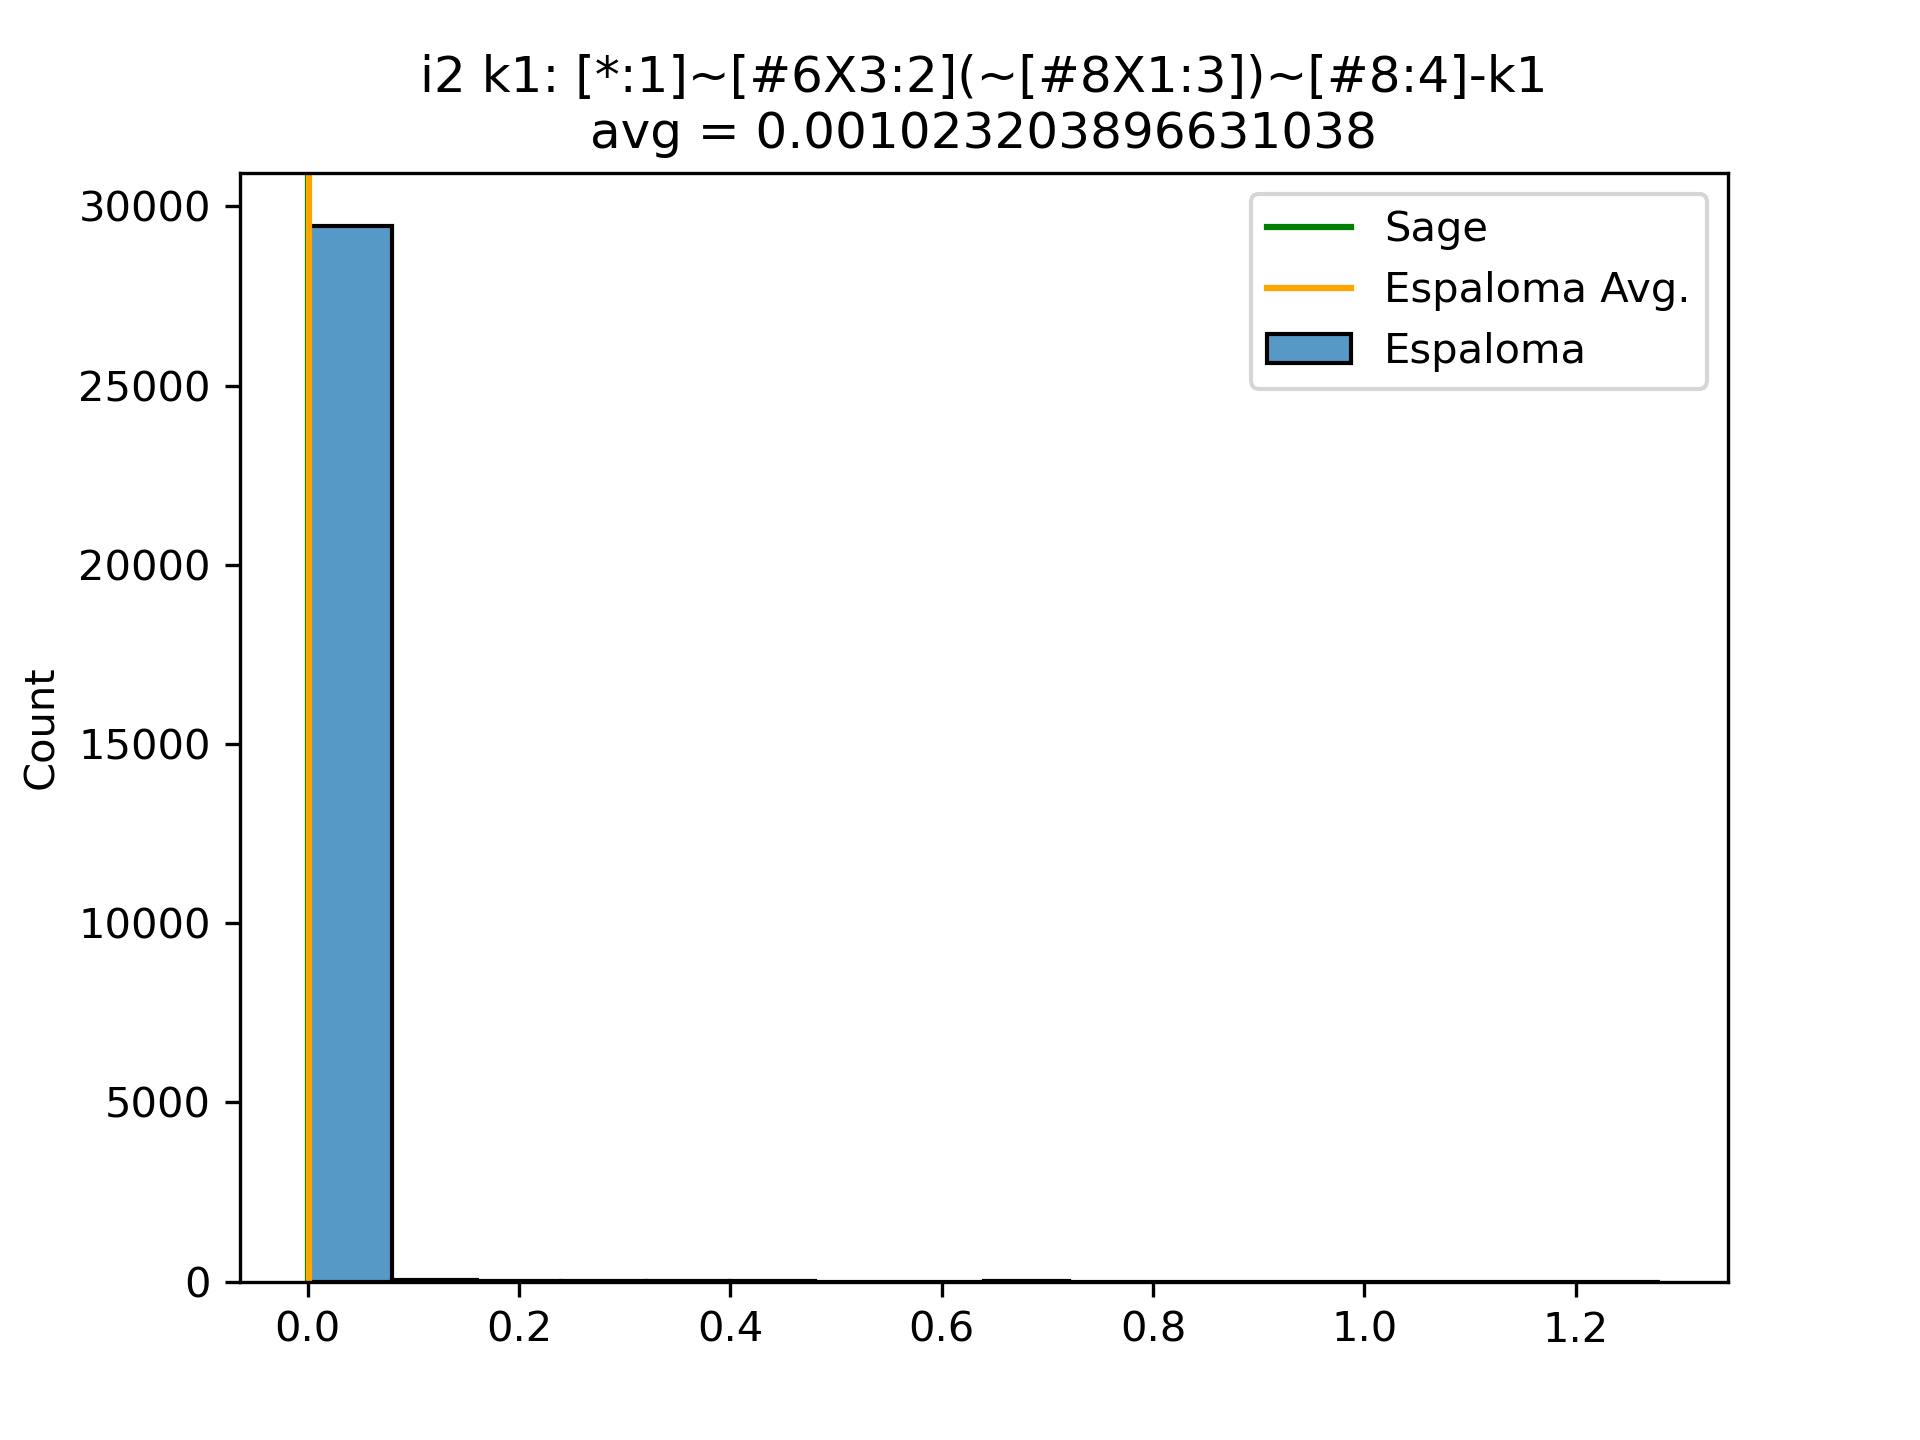 i2 k1: [*:1]~[#6X3:2](~[#8X1:3])~[#8:4]-k1
avg = 0.001023203896631038
30000
25000
20000
15000
10000
5000
0
Count
Sage
Espaloma Avg.
Espaloma
0.0 0.2 0.4 0.6 0.8 1.0 1.2